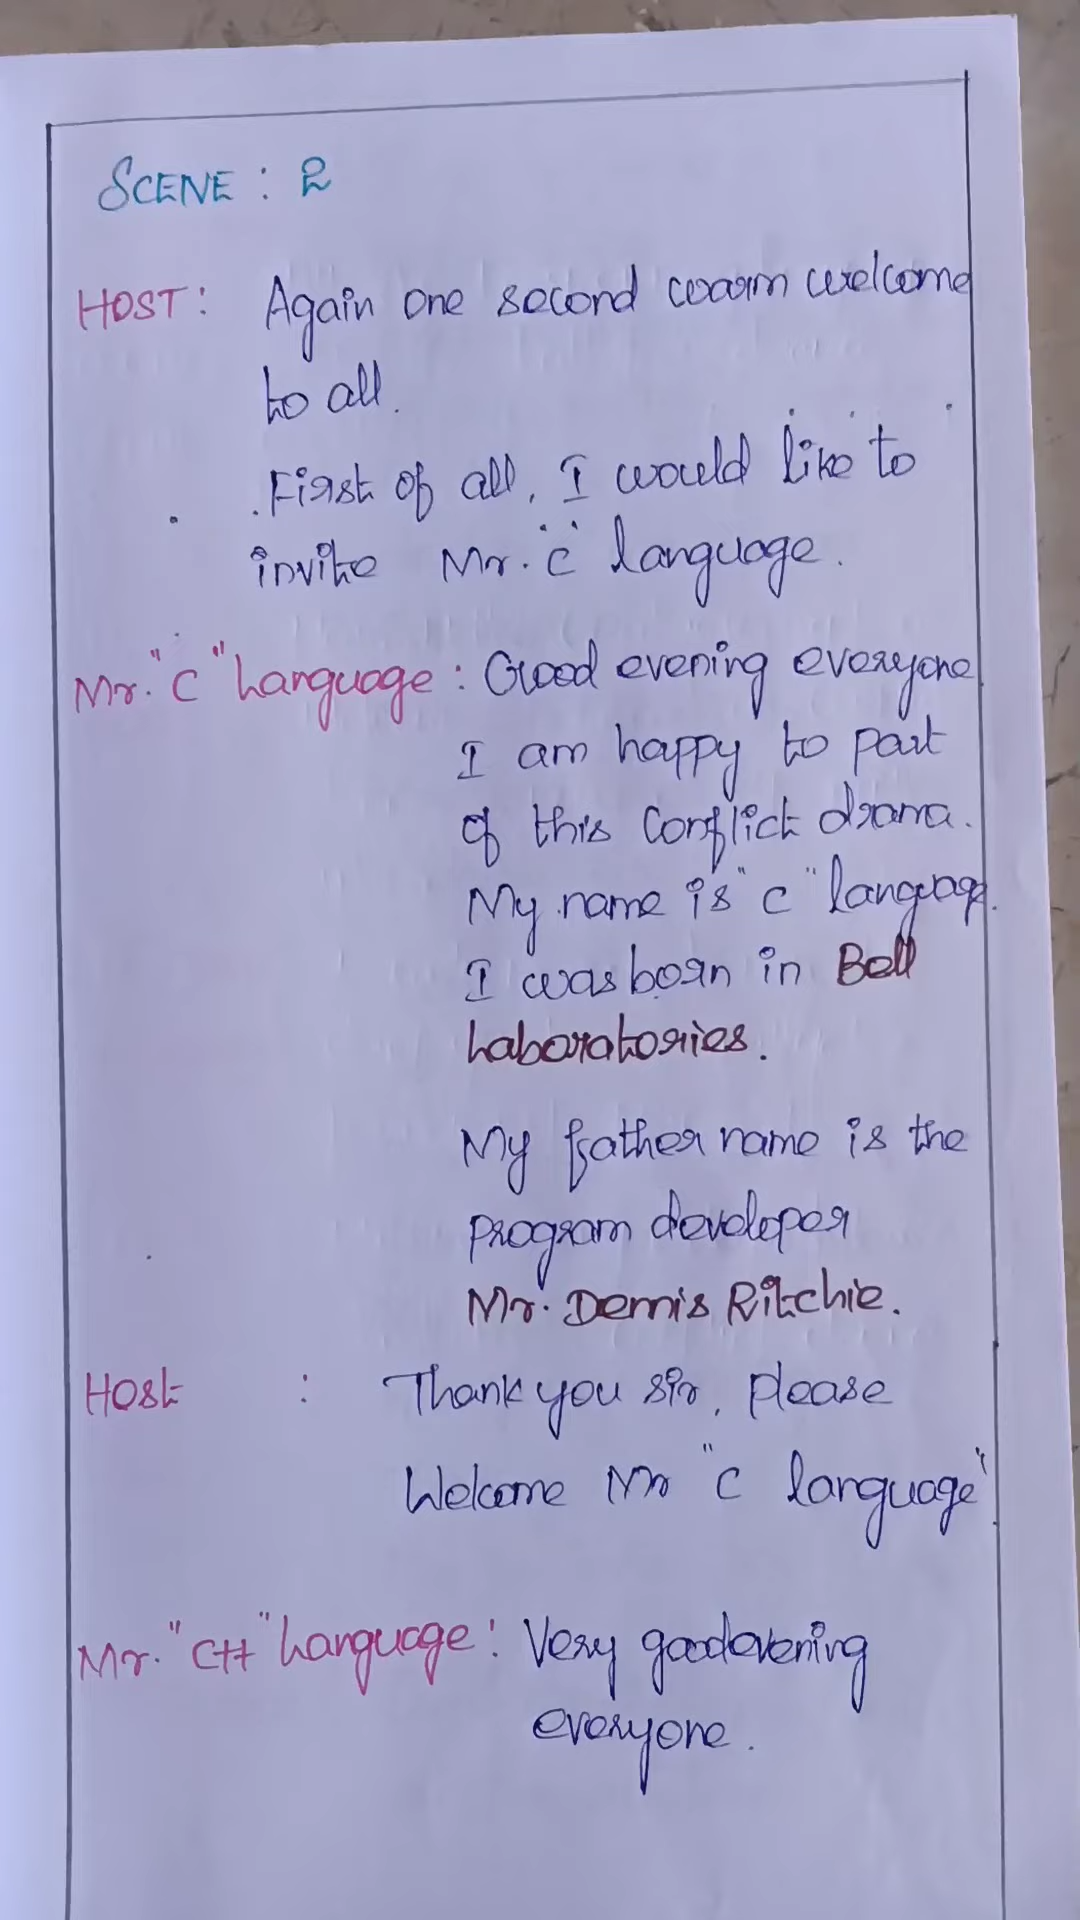 SCENE : 2
HOST : Again one second warm welcome
to all.
First of all, I would like to
invite Mr. "C" language.
Mr. "C" Language : Good evening everyone
I am happy to part
of this Conflict drama.
My name is "C" language.
I was born in Bell
Laboratories.
My father name is the
program developer
Mr. Dennis Ritchie.
Host : Thank you sir, please
Welcome Mr "C language"
Mr. "C++" Language : Very goodevening
everyone.